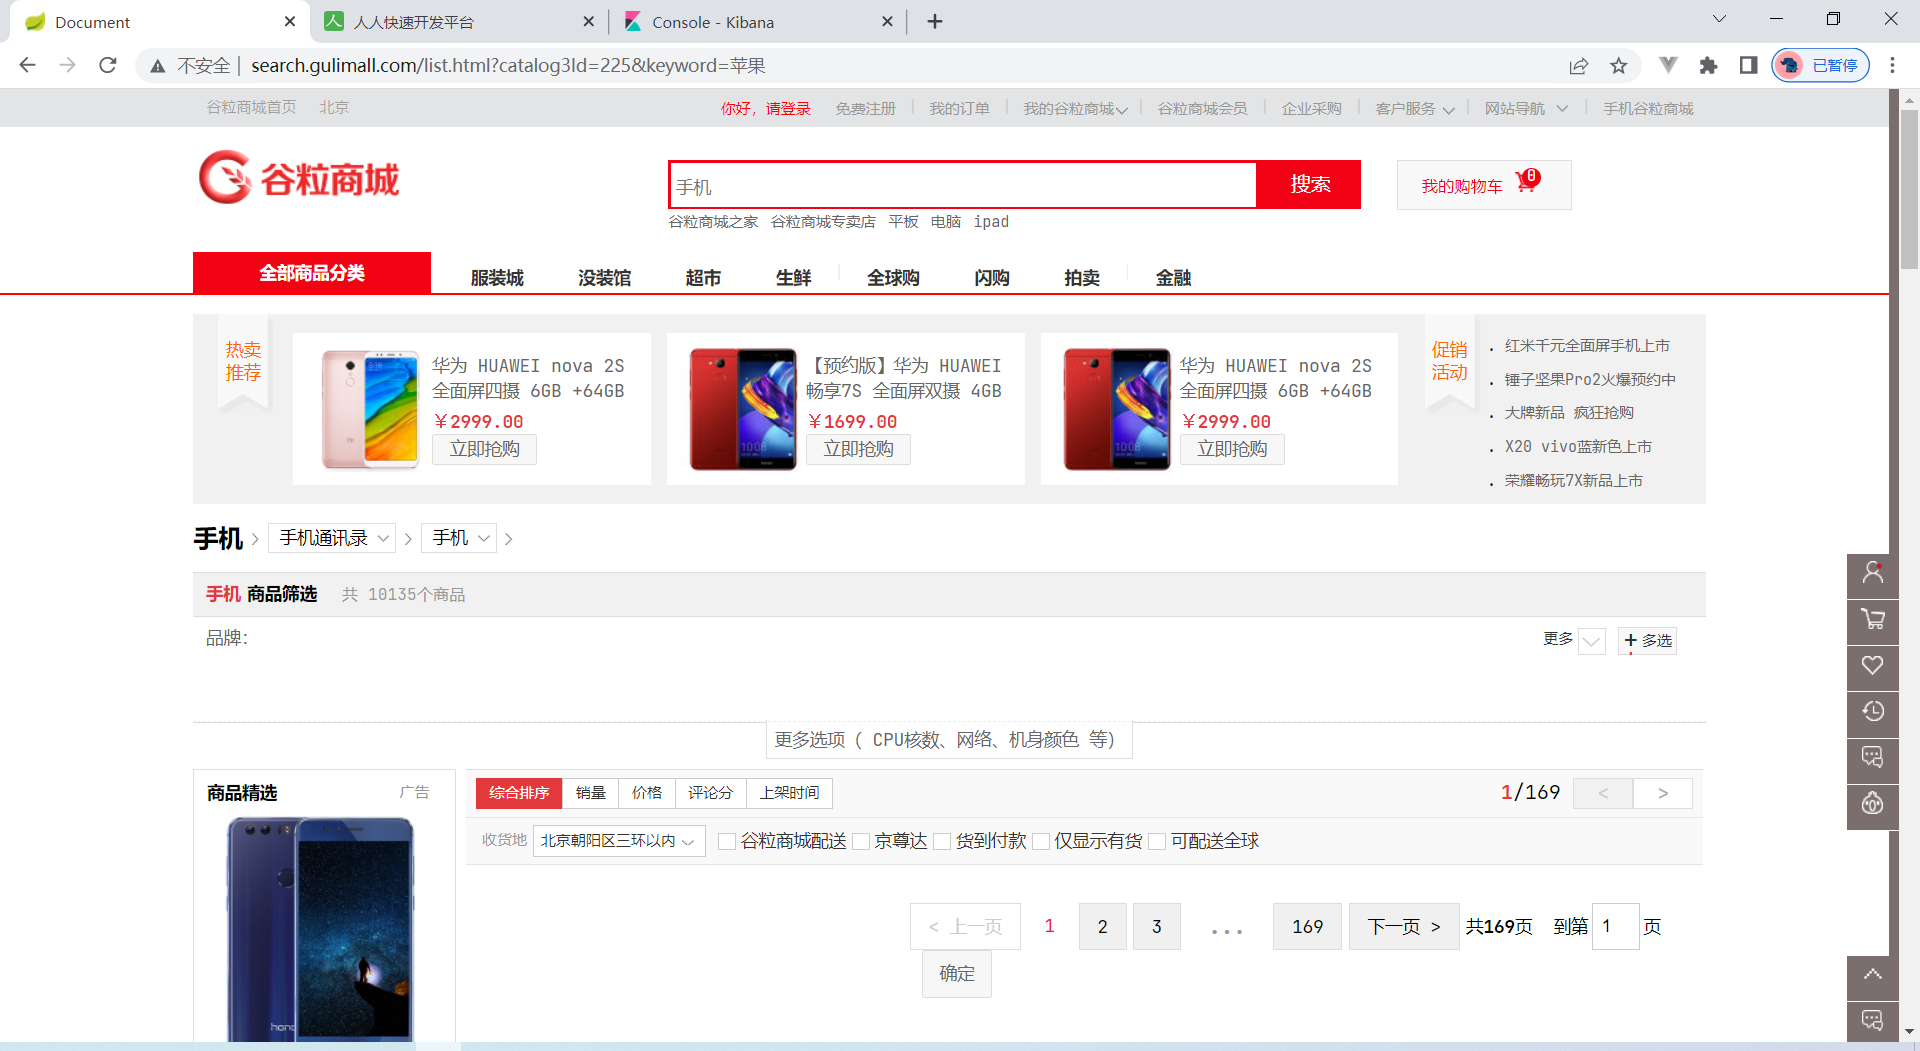 Document
人人快速开发平台
Console - Kibana
不安全
search.gulimall.com/list.html?catalog3Id=225&keyword=苹果
已暂停
谷粒商城首页 北京
你好，请登录 免费注册 我的订单 我的谷粒商城 谷粒商城会员 企业采购 客户服务 网站导航 手机谷粒商城
谷粒商城
手机
搜索
我的购物车 0
谷粒商城之家 谷粒商城专卖店 平板 电脑 ipad
全部商品分类 服装城 没装馆 超市 生鲜 全球购 闪购 拍卖 金融
热卖
推荐
华为 HUAWEI nova 2S
全面屏四摄 6GB +64GB
￥2999.00
立即抢购
【预约版】华为 HUAWEI
畅享7S 全面屏双摄 4GB
￥1699.00
立即抢购
华为 HUAWEI nova 2S
全面屏四摄 6GB +64GB
￥2999.00
立即抢购
促销
活动
. 红米千元全面屏手机上市
. 锤子坚果Pro2火爆预约中
. 大牌新品 疯狂抢购
. X20 vivo蓝新色上市
. 荣耀畅玩7X新品上市
手机 > 手机通讯录 > 手机 >
手机 商品筛选 共 10135个商品
品牌:
更多 + 多选
更多选项（ CPU核数、网络、机身颜色 等）
商品精选 广告
综合排序 销量 价格 评论分 上架时间
1/169 < >
收货地 北京朝阳区三环以内 谷粒商城配送 京尊达 货到付款 仅显示有货 可配送全球
< 上一页 1 2 3 ... 169 下一页 > 共169页 到第 1 页
确定